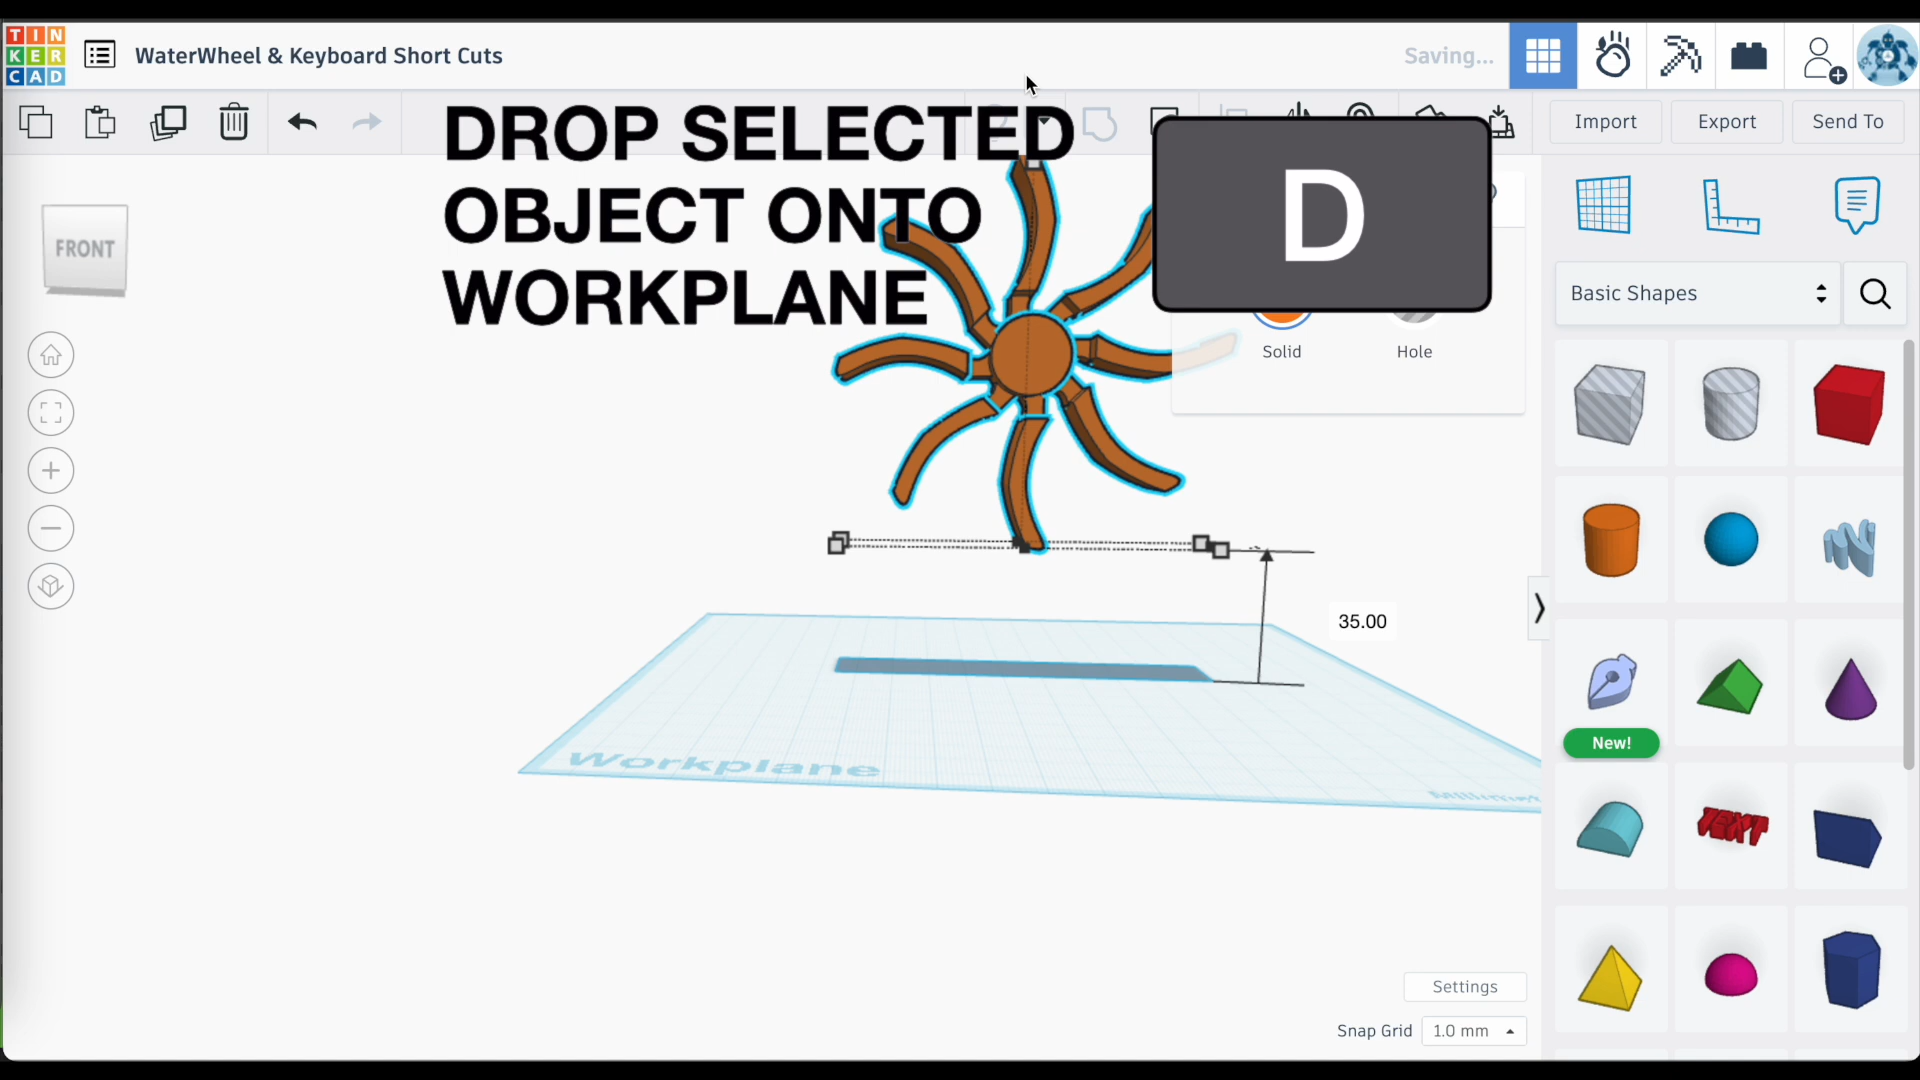 TIN
KER
CAD
WaterWheel & Keyboard Short Cuts
Saving...
Import
Export
Send To
DROP SELECTED
OBJECT ONTO
WORKPLANE
D
FRONT
Solid
Hole
Basic Shapes
35.00
New!
Workplane
TEXT
Settings
Snap Grid
1.0 mm